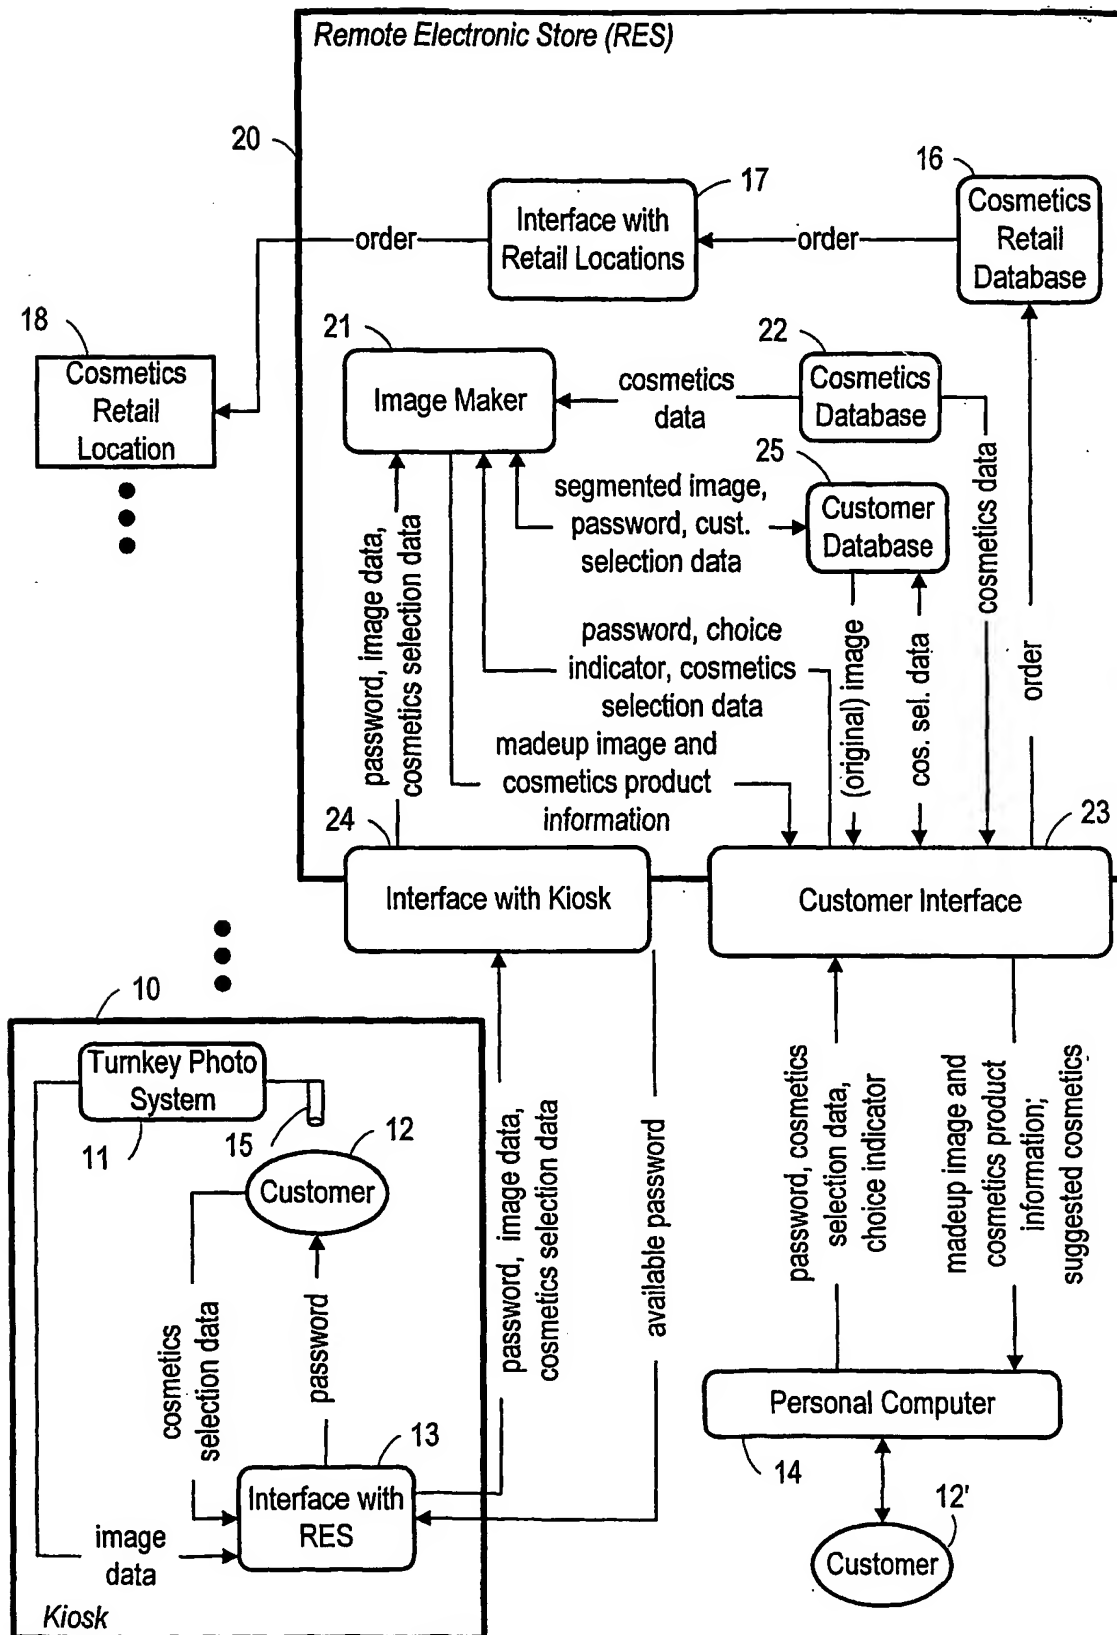 Remote Electronic Store (RES)
20
17
16
Interface with
Retail Locations
Cosmetics
Retail
Database
order
order
18
Cosmetics
Retail
Location
21
Image Maker
cosmetics
data
22
Cosmetics
Database
25
Customer
Database
segmented image,
password, cust.
selection data
cosmetics data
order
password, image data,
cosmetics selection data
password, choice
indicator, cosmetics
selection data
(original) image
cos. sel. data
madeup image and
cosmetics product
information
24
Interface with Kiosk
23
Customer Interface
10
Turnkey Photo
System
11
15
12
Customer
cosmetics
selection data
password
13
Interface with
RES
image
data
Kiosk
password, image data,
cosmetics selection data
available password
password, cosmetics
selection data,
choice indicator
madeup image and
cosmetics product
information;
suggested cosmetics
Personal Computer
14
12'
Customer